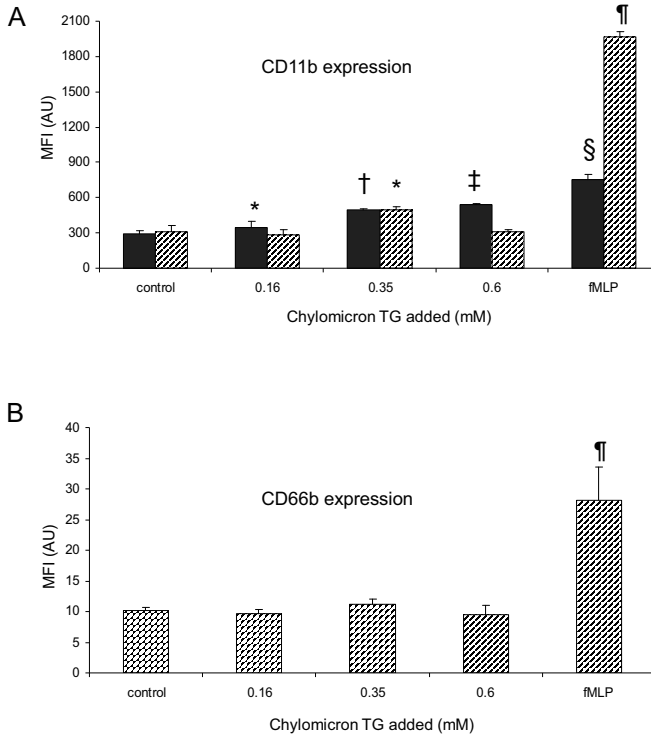 A
2100
1800
1500
1200
900
600
300
0
MFI (AU)
CD11b expression
*
†
*
‡
§
¶
control
0.16
0.35
0.6
fMLP
Chylomicron TG added (mM)
B
40
35
30
25
20
15
10
5
0
MFI (AU)
CD66b expression
¶
control
0.16
0.35
0.6
fMLP
Chylomicron TG added (mM)